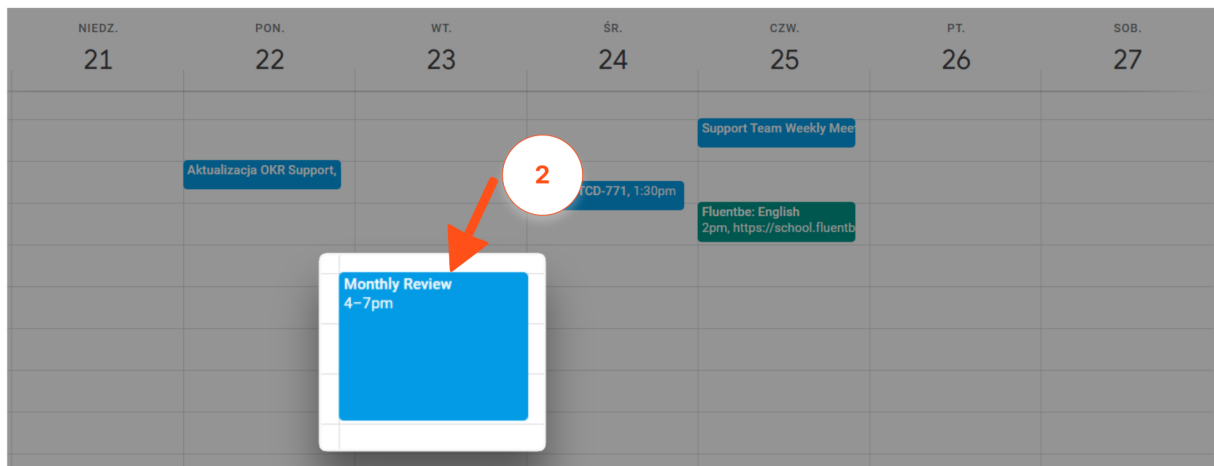 NIEDZ. PON. WT. ŚR. CZW. PT. SOB.
21 22 23 24 25 26 27
Support Team Weekly
Aktualizacja OKR Support,
2
TCD-771, 1:30pm
Fluentbe: English
2pm, https://school.fluentb
Monthly Review
4–7pm